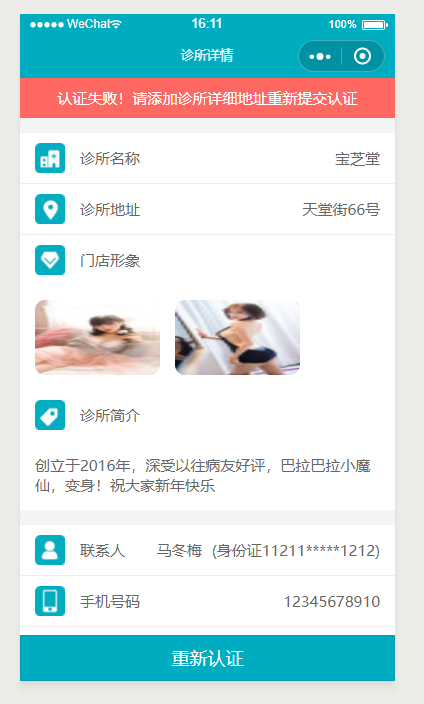 ●●●●● WeChat 16:11 100%
诊所详情
认证失败！请添加诊所详细地址重新提交认证
诊所名称 宝芝堂
诊所地址 天堂街66号
门店形象
诊所简介
创立于2016年，深受以往病友好评，巴拉巴拉小魔
仙，变身！祝大家新年快乐
联系人 马冬梅 (身份证11211*****1212)
手机号码 12345678910
重新认证